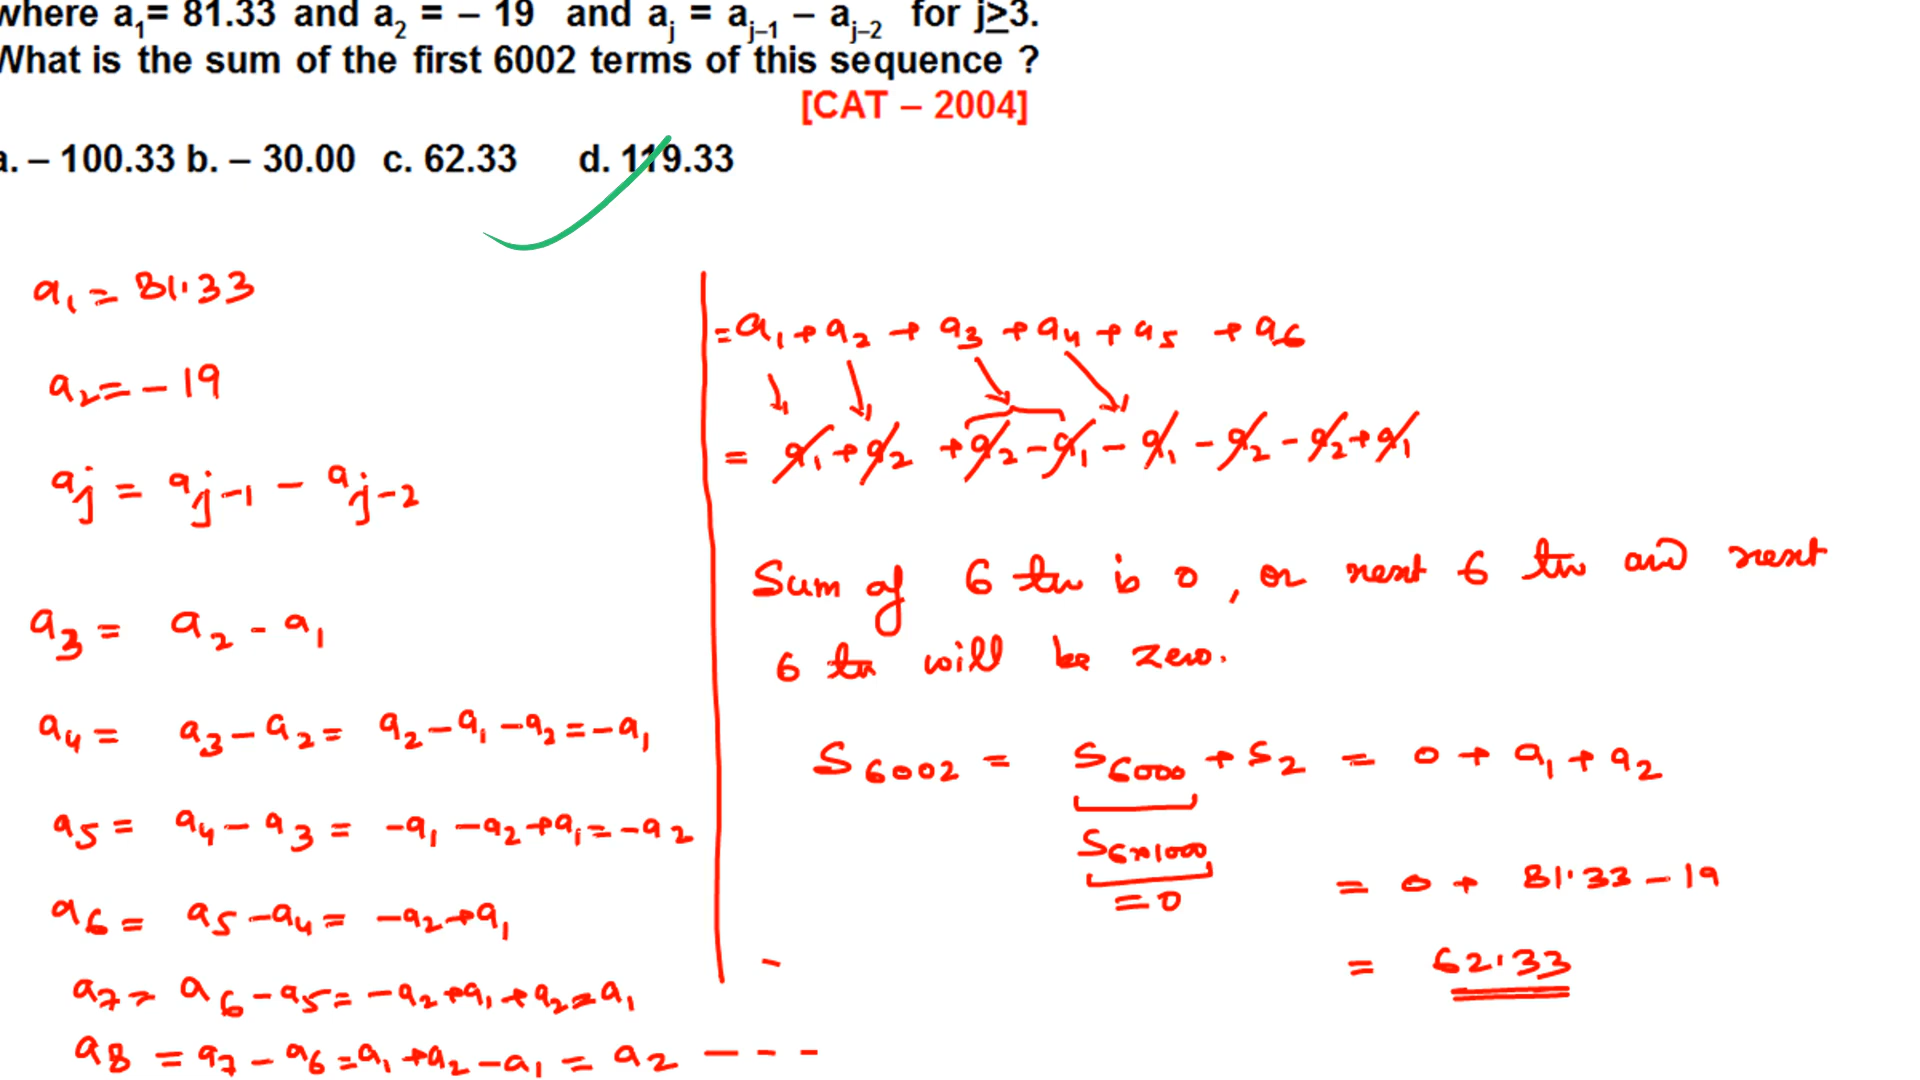 where a1= 81.33 and a2 = – 19 and aj = aj–1 – aj–2 for j≥3.
What is the sum of the first 6002 terms of this sequence ?
[CAT – 2004]
a. – 100.33 b. – 30.00 c. 62.33 d. 119.33
a1 = 81.33
a2 = – 19
aj = aj-1 – aj-2
a3 = a2 - a1
a4 = a3 – a2 = a2 – a1 – a2 = – a1
a5 = a4 – a3 = -a1 – a2 + a1 = – a2
a6 = a5 – a4 = – a2 + a1
a7 = a6 – a5 = – a2 + a1 + a2 = a1
a8 = a7 – a6 = a1 + a2 – a1 = a2 – - - -
= a1 + a2 + a3 + a4 + a5 + a6
= a1 + a2 + a2 – a1 – a1 – a2 – a2 + a1
Sum of 6 is 0, or next 6 and next
6 will be zero.
S6002 = S6000 + S2 = 0 + a1 + a2
S6×1000
= 0
= 0 + 81.33 – 19
= 62.33